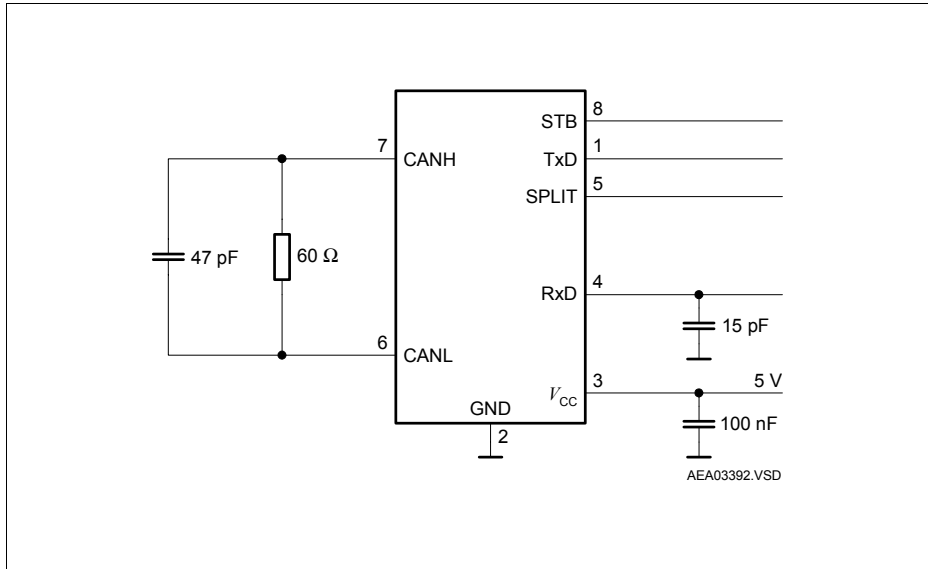 8
STB
7
1
CANH
TxD
5
SPLIT
47 pF
60 Ω
4
RxD
15 pF
6
CANL
3
5 V
VCC
GND
100 nF
2
AEA03392.VSD